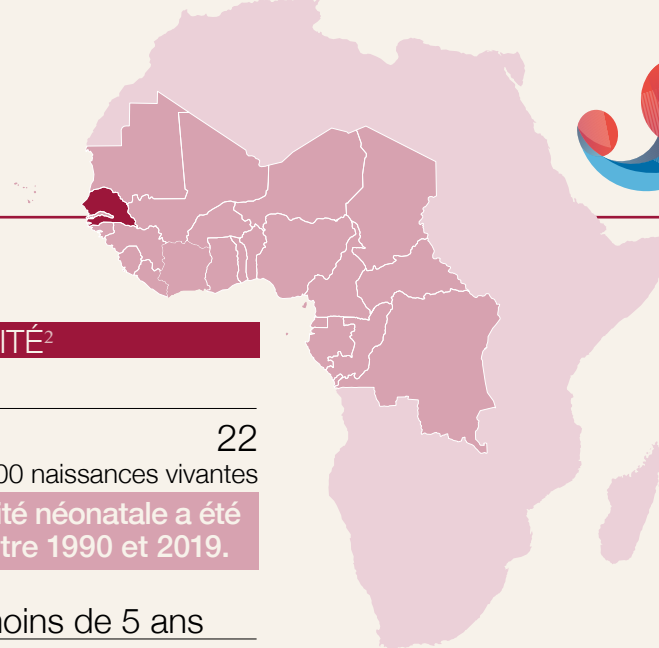 ITÉ²
22
00 naissances vivantes
ité néonatale a été
tre 1990 et 2019.
noins de 5 ans